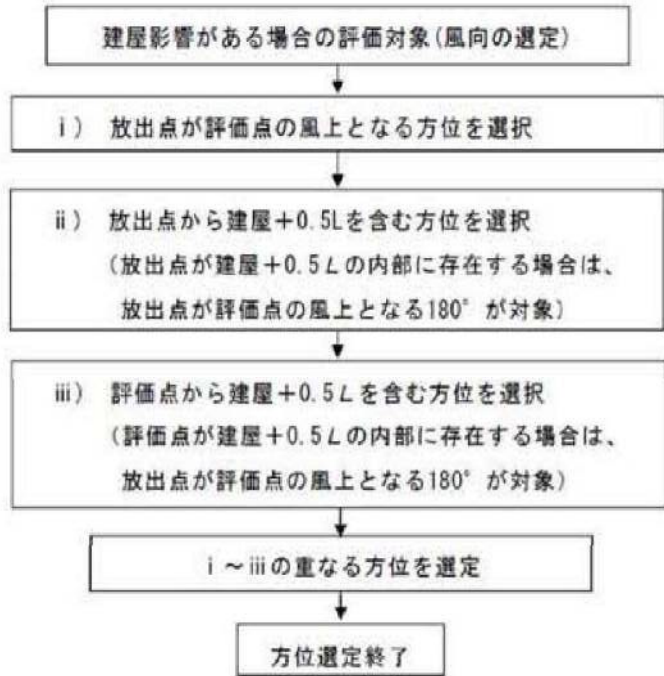 建屋影響がある場合の評価対象(風向の選定)
ⅰ) 放出点が評価点の風上となる方位を選択
ⅱ) 放出点から建屋+0.5Lを含む方位を選択
(放出点が建屋+0.5Lの内部に存在する場合は、
放出点が評価点の風上となる180°が対象)
ⅲ) 評価点から建屋+0.5Lを含む方位を選択
(評価点が建屋+0.5Lの内部に存在する場合は、
放出点が評価点の風上となる180°が対象)
ⅰ~ⅲの重なる方位を選定
方位選定終了